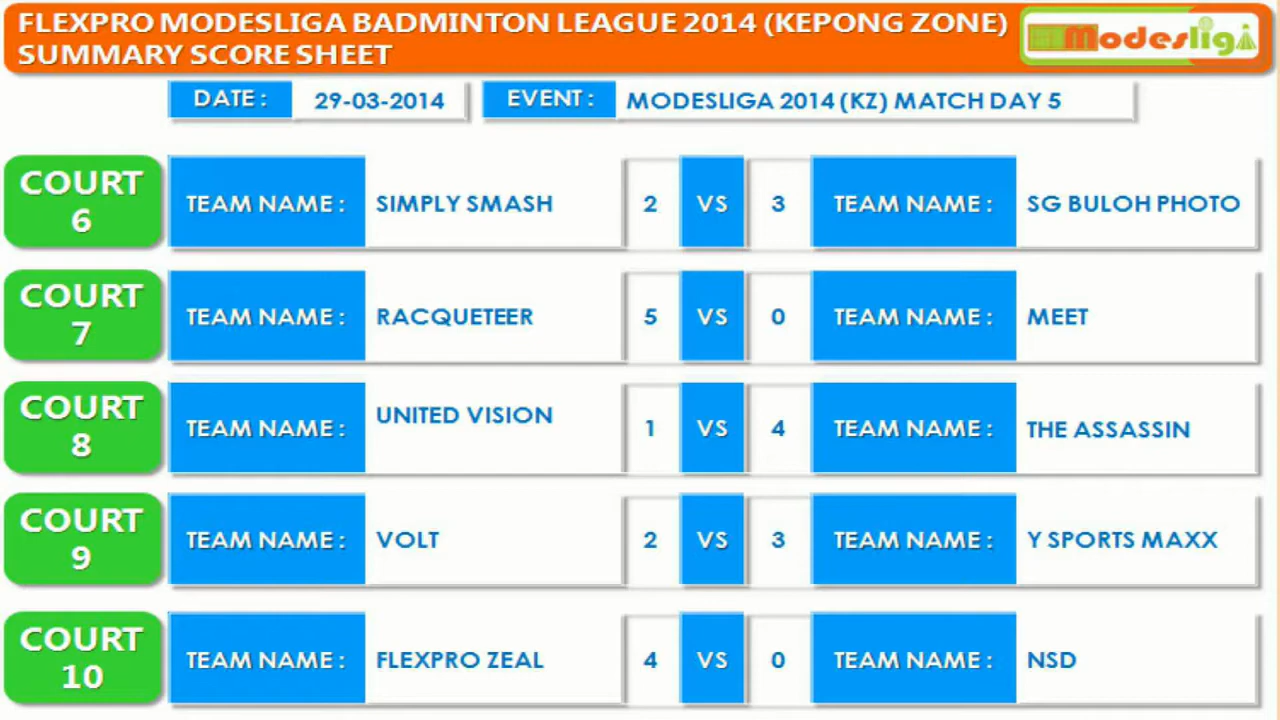 FLEXPRO MODESLIGA BADMINTON LEAGUE 2014 (KEPONG ZONE)
SUMMARY SCORE SHEET
Modesliga
DATE : 29-03-2014 EVENT : MODESLIGA 2014 (KZ) MATCH DAY 5
COURT 6 TEAM NAME : SIMPLY SMASH 2 VS 3 TEAM NAME : SG BULOH PHOTO
COURT 7 TEAM NAME : RACQUETEER 5 VS 0 TEAM NAME : MEET
COURT 8 TEAM NAME : UNITED VISION 1 VS 4 TEAM NAME : THE ASSASSIN
COURT 9 TEAM NAME : VOLT 2 VS 3 TEAM NAME : Y SPORTS MAXX
COURT 10 TEAM NAME : FLEXPRO ZEAL 4 VS 0 TEAM NAME : NSD